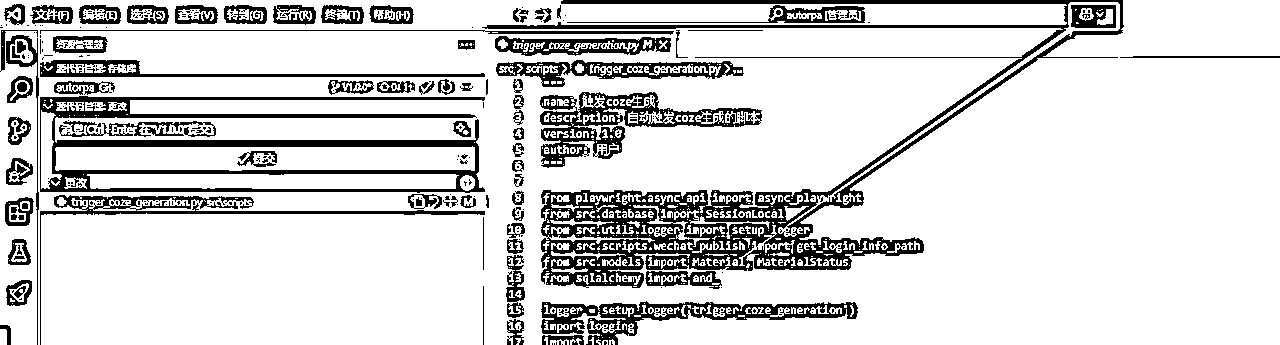 文件(F) 编辑(E) 选择(S) 查看(V) 转到(G) 运行(R) 终端(T) 帮助(H)
autorpa [管理员]
资源管理器
源代码管理: 存储库
autorpa Git
V1.0.0
源代码管理: 更改
消息(Ctrl+Enter 在"V1.0.0"提交)
提交
更改
trigger_coze_generation.py src\scripts M
trigger_coze_generation.py M X
src > scripts > trigger_coze_generation.py > ...
1 """
2 name: 触发coze生成
3 description: 自动触发coze生成的脚本
4 version: 1.0
5 author: 用户
6 """
7
8 from playwright.async_api import async_playwright
9 from src.database import SessionLocal
10 from src.utils.logger import setup_logger
11 from src.scripts.wechat_publish import get_login_info_path
12 from src.models import Material, MaterialStatus
13 from sqlalchemy import and_
14
15 logger = setup_logger('trigger_coze_generation')
16 import logging
17 import json